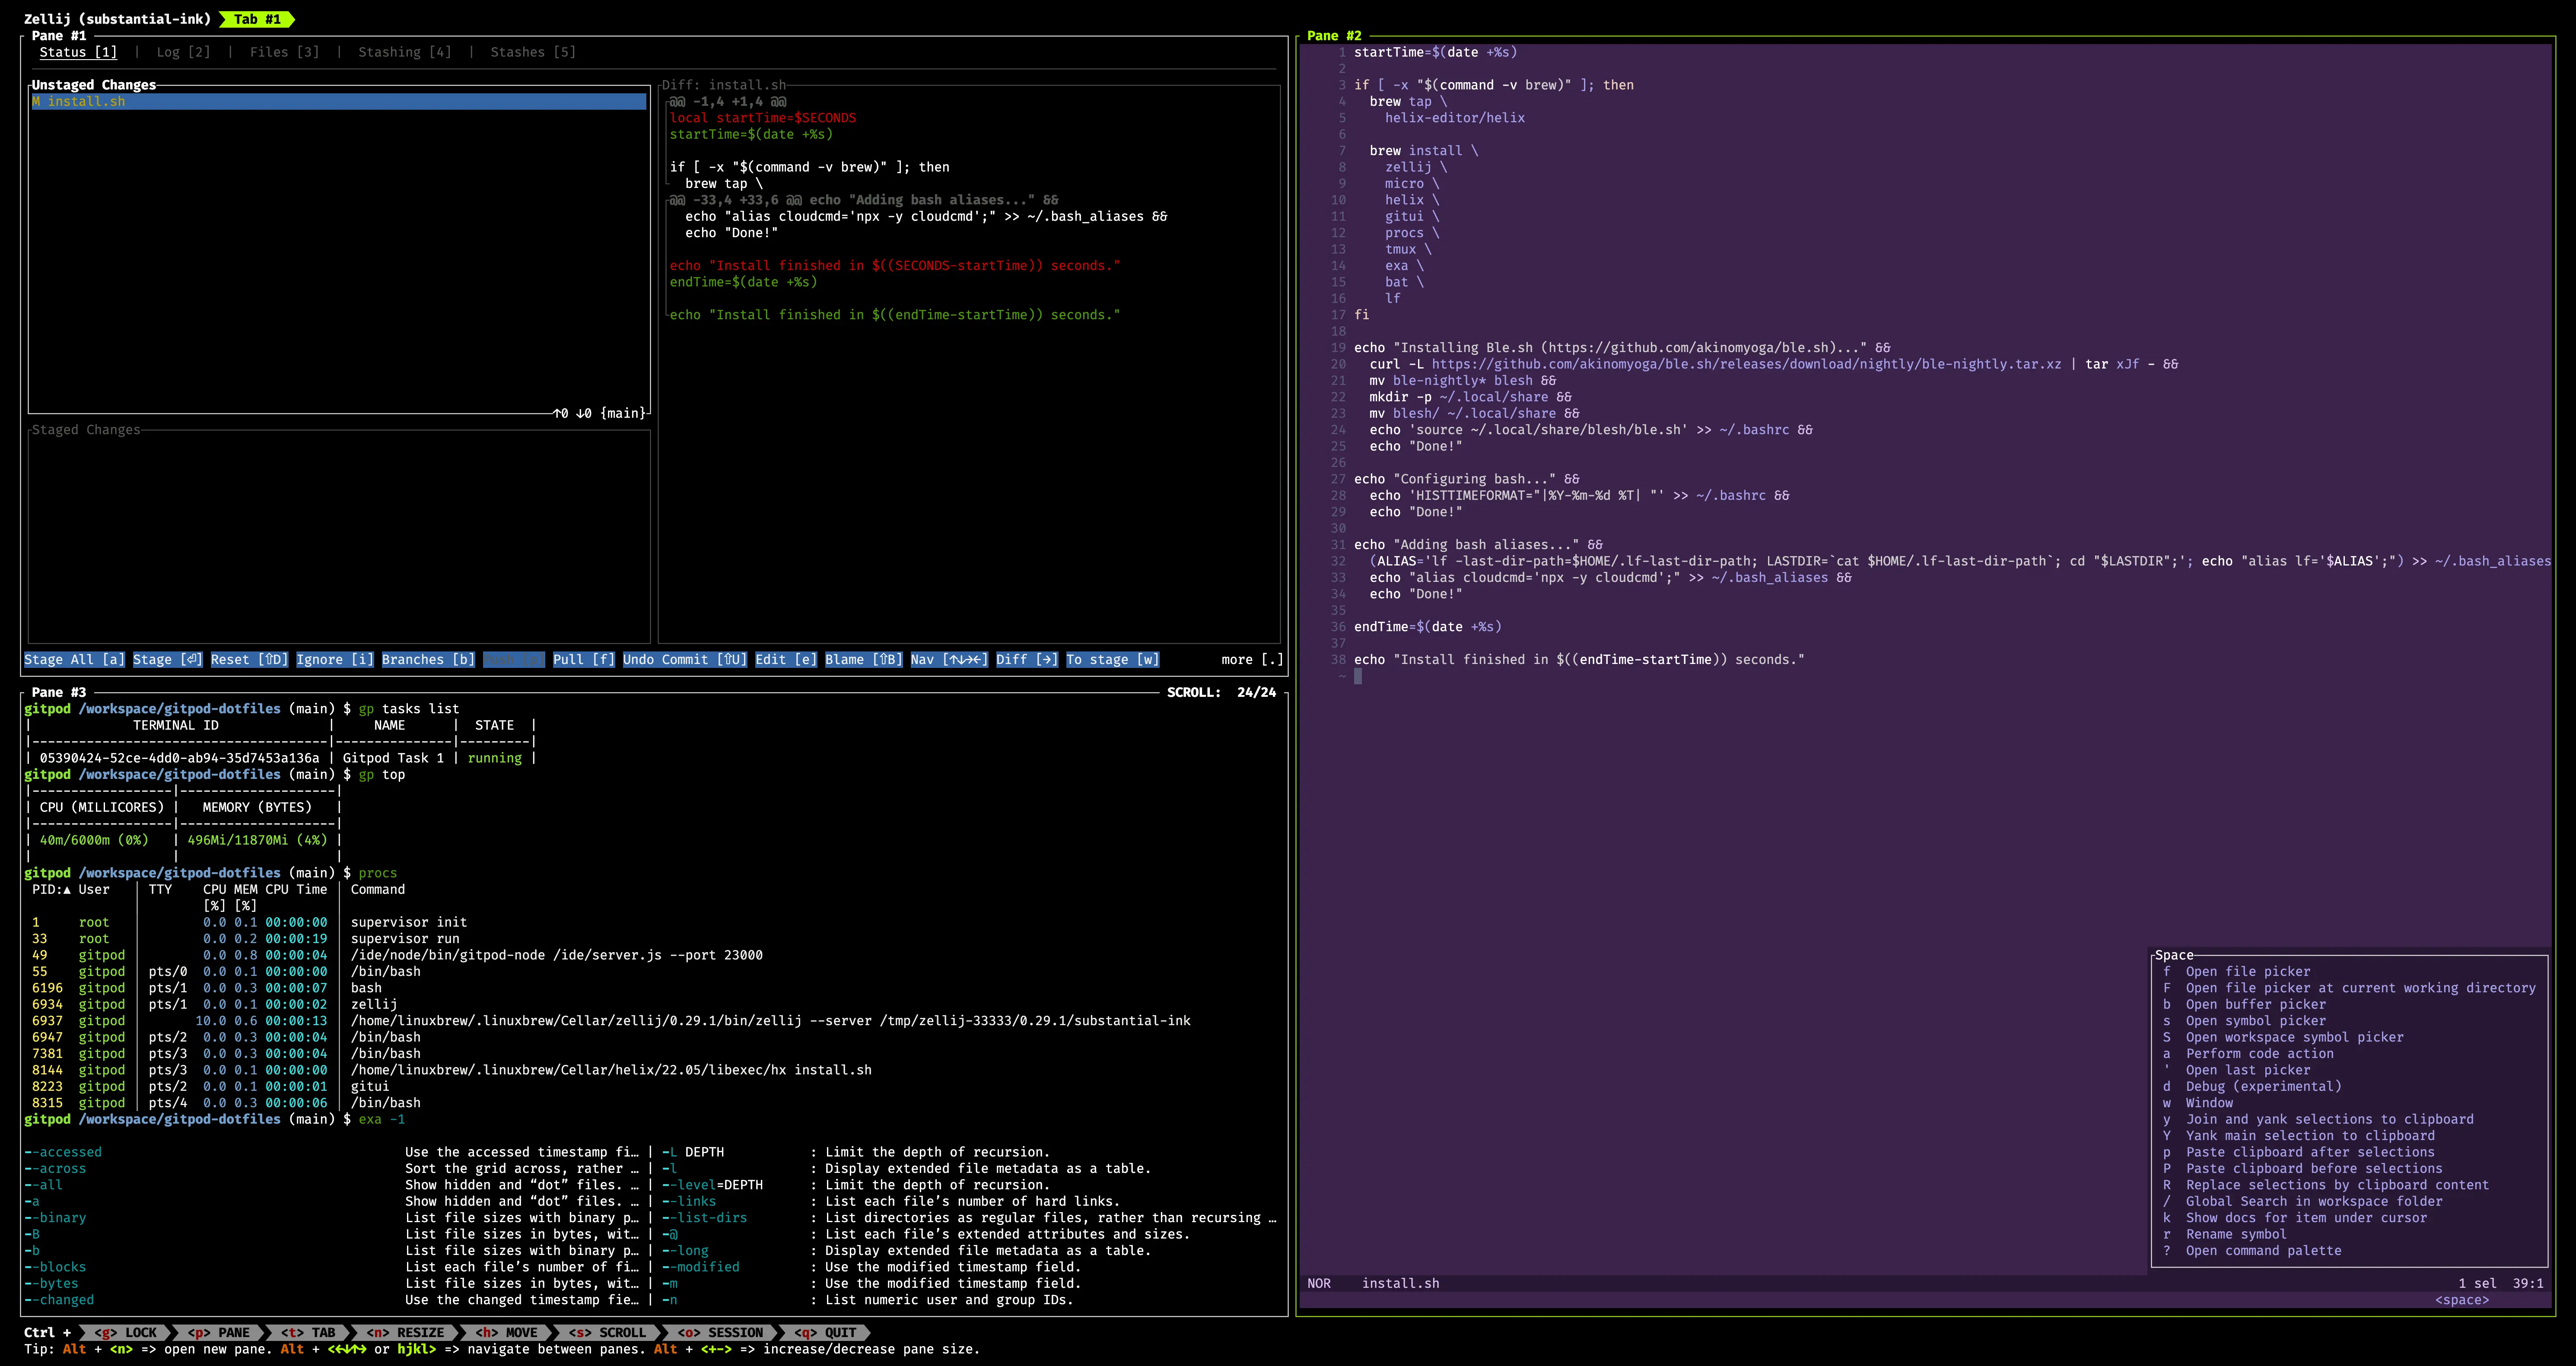 Zellij (substantial-ink) Tab #1
Pane #1
Status [1] | Log [2] | Files [3] | Stashing [4] | Stashes [5]
Unstaged Changes
M install.sh
↑0 ↓0 {main}
Staged Changes
Diff: install.sh
@@ -1,4 +1,4 @@
local startTime=$SECONDS
startTime=$(date +%s)
if [ -x "$(command -v brew)" ]; then
brew tap \
@@ -33,4 +33,6 @@ echo "Adding bash aliases..." &&
echo "alias cloudcmd='npx -y cloudcmd';" >> ~/.bash_aliases &&
echo "Done!"
echo "Install finished in $((SECONDS-startTime)) seconds."
endTime=$(date +%s)
echo "Install finished in $((endTime-startTime)) seconds."
Stage All [a] Stage [⏎] Reset [⇧D] Ignore [i] Branches [b] Pull [f] Undo Commit [⇧U] Edit [e] Blame [⇧B] Nav [↑↓→←] Diff [→] To stage [w] more [.]
Pane #3 SCROLL: 24/24
gitpod /workspace/gitpod-dotfiles (main) $ gp tasks list
| TERMINAL ID | NAME | STATE |
|--------------------------------------|---------------|---------|
| 05390424-52ce-4dd0-ab94-35d7453a136a | Gitpod Task 1 | running |
gitpod /workspace/gitpod-dotfiles (main) $ gp top
|------------------|--------------------|
| CPU (MILLICORES) | MEMORY (BYTES) |
|------------------|--------------------|
| 40m/6000m (0%) | 496Mi/11870Mi (4%) |
| | |
gitpod /workspace/gitpod-dotfiles (main) $ procs
PID:▲ User | TTY CPU MEM CPU Time | Command
[%] [%]
1 root 0.0 0.1 00:00:00 supervisor init
33 root 0.0 0.2 00:00:19 supervisor run
49 gitpod 0.0 0.8 00:00:04 /ide/node/bin/gitpod-node /ide/server.js --port 23000
55 gitpod pts/0 0.0 0.1 00:00:00 /bin/bash
6196 gitpod pts/1 0.0 0.3 00:00:07 bash
6934 gitpod pts/1 0.0 0.1 00:00:02 zellij
6937 gitpod 10.0 0.6 00:00:13 /home/linuxbrew/.linuxbrew/Cellar/zellij/0.29.1/bin/zellij --server /tmp/zellij-33333/0.29.1/substantial-ink
6947 gitpod pts/2 0.0 0.3 00:00:04 /bin/bash
7381 gitpod pts/3 0.0 0.3 00:00:04 /bin/bash
8144 gitpod pts/3 0.0 0.1 00:00:00 /home/linuxbrew/.linuxbrew/Cellar/helix/22.05/libexec/hx install.sh
8223 gitpod pts/2 0.0 0.1 00:00:01 gitui
8315 gitpod pts/4 0.0 0.3 00:00:06 /bin/bash
gitpod /workspace/gitpod-dotfiles (main) $ exa -1
--accessed Use the accessed timestamp fi… | -L DEPTH : Limit the depth of recursion.
--across Sort the grid across, rather … | -l : Display extended file metadata as a table.
--all Show hidden and “dot” files. … | --level=DEPTH : Limit the depth of recursion.
-a Show hidden and “dot” files. … | --links : List each file’s number of hard links.
--binary List file sizes with binary p… | --list-dirs : List directories as regular files, rather than recursing …
-B List file sizes in bytes, wit… | -@ : List each file’s extended attributes and sizes.
-b List file sizes with binary p… | --long : Display extended file metadata as a table.
--blocks List each file’s number of fi… | --modified : Use the modified timestamp field.
--bytes List file sizes in bytes, wit… | -m : Use the modified timestamp field.
--changed Use the changed timestamp fie… | -n : List numeric user and group IDs.
Pane #2
1 startTime=$(date +%s)
2
3 if [ -x "$(command -v brew)" ]; then
4 brew tap \
5 helix-editor/helix
6
7 brew install \
8 zellij \
9 micro \
10 helix \
11 gitui \
12 procs \
13 tmux \
14 exa \
15 bat \
16 lf
17 fi
18
19 echo "Installing Ble.sh (https://github.com/akinomyoga/ble.sh)..." &&
20 curl -L https://github.com/akinomyoga/ble.sh/releases/download/nightly/ble-nightly.tar.xz | tar xJf - &&
21 mv ble-nightly* blesh &&
22 mkdir -p ~/.local/share &&
23 mv blesh/ ~/.local/share &&
24 echo 'source ~/.local/share/blesh/ble.sh' >> ~/.bashrc &&
25 echo "Done!"
26
27 echo "Configuring bash..." &&
28 echo 'HISTTIMEFORMAT="|%Y-%m-%d %T| "' >> ~/.bashrc &&
29 echo "Done!"
30
31 echo "Adding bash aliases..." &&
32 (ALIAS='lf -last-dir-path=$HOME/.lf-last-dir-path; LASTDIR=`cat $HOME/.lf-last-dir-path`; cd "$LASTDIR";'; echo "alias lf='$ALIAS';") >> ~/.bash_aliases
33 echo "alias cloudcmd='npx -y cloudcmd';" >> ~/.bash_aliases &&
34 echo "Done!"
35
36 endTime=$(date +%s)
37
38 echo "Install finished in $((endTime-startTime)) seconds."
~
Space
f Open file picker
F Open file picker at current working directory
b Open buffer picker
s Open symbol picker
S Open workspace symbol picker
a Perform code action
' Open last picker
d Debug (experimental)
w Window
y Join and yank selections to clipboard
Y Yank main selection to clipboard
p Paste clipboard after selections
P Paste clipboard before selections
R Replace selections by clipboard content
/ Global Search in workspace folder
k Show docs for item under cursor
r Rename symbol
? Open command palette
NOR install.sh 1 sel 39:1
<space>
Ctrl + <g> LOCK <p> PANE <t> TAB <n> RESIZE <h> MOVE <s> SCROLL <o> SESSION <q> QUIT
Tip: Alt + <n> => open new pane. Alt + <←↓↑→ or hjkl> => navigate between panes. Alt + <+-> => increase/decrease pane size.